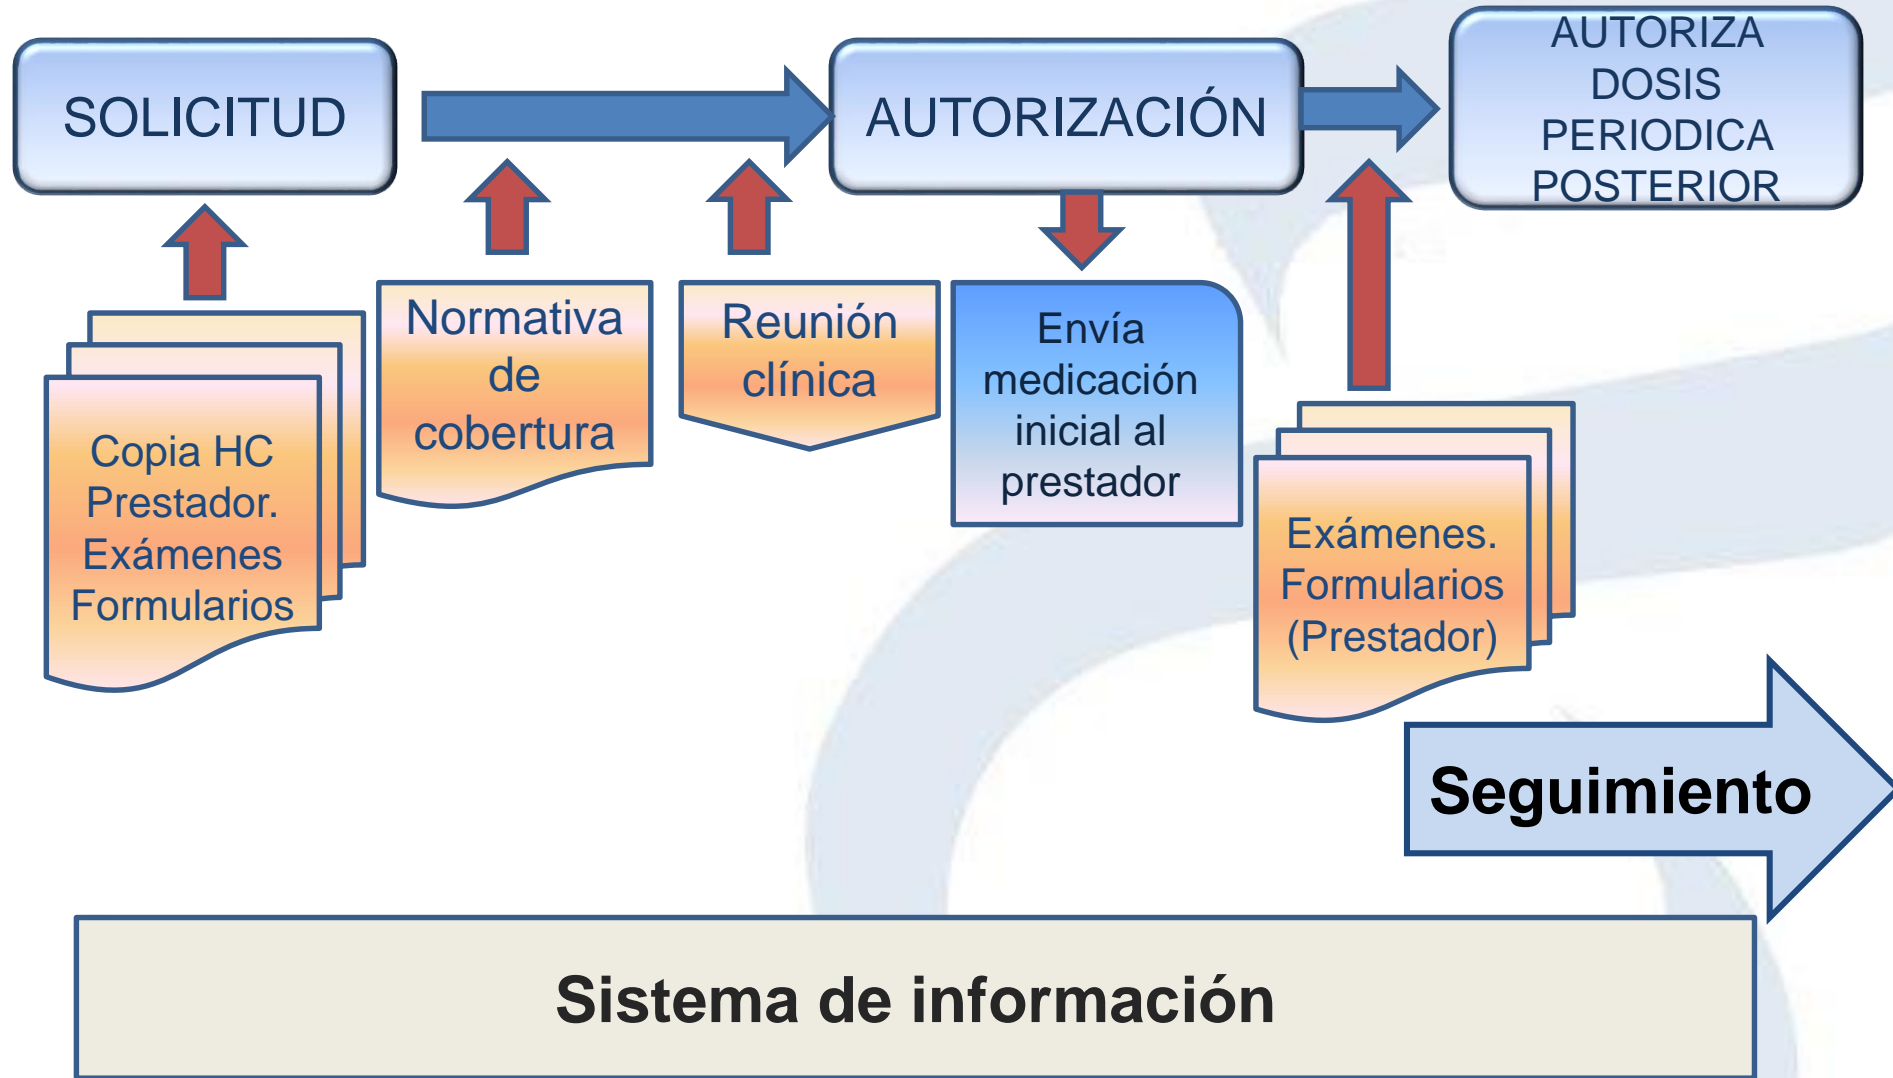 SOLICITUD
AUTORIZACIÓN
AUTORIZA
DOSIS
PERIODICA
POSTERIOR
Copia HC
Prestador.
Exámenes
Formularios
Normativa
de
cobertura
Reunión
clínica
Envía
medicación
inicial al
prestador
Exámenes.
Formularios
(Prestador)
Seguimiento
Sistema de información